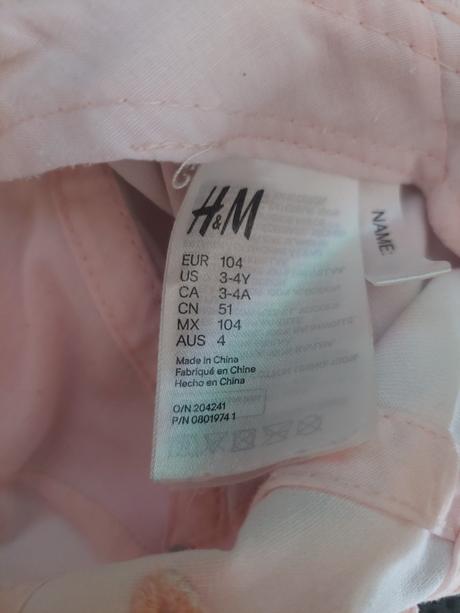 H&M
EUR 104
US 3-4Y
CA 3-4A
CN 51
MX 104
AUS 4
Made in China
Fabriqué en Chine
Hecho en China
O/N 204241
P/N 0801974 1
NAME: